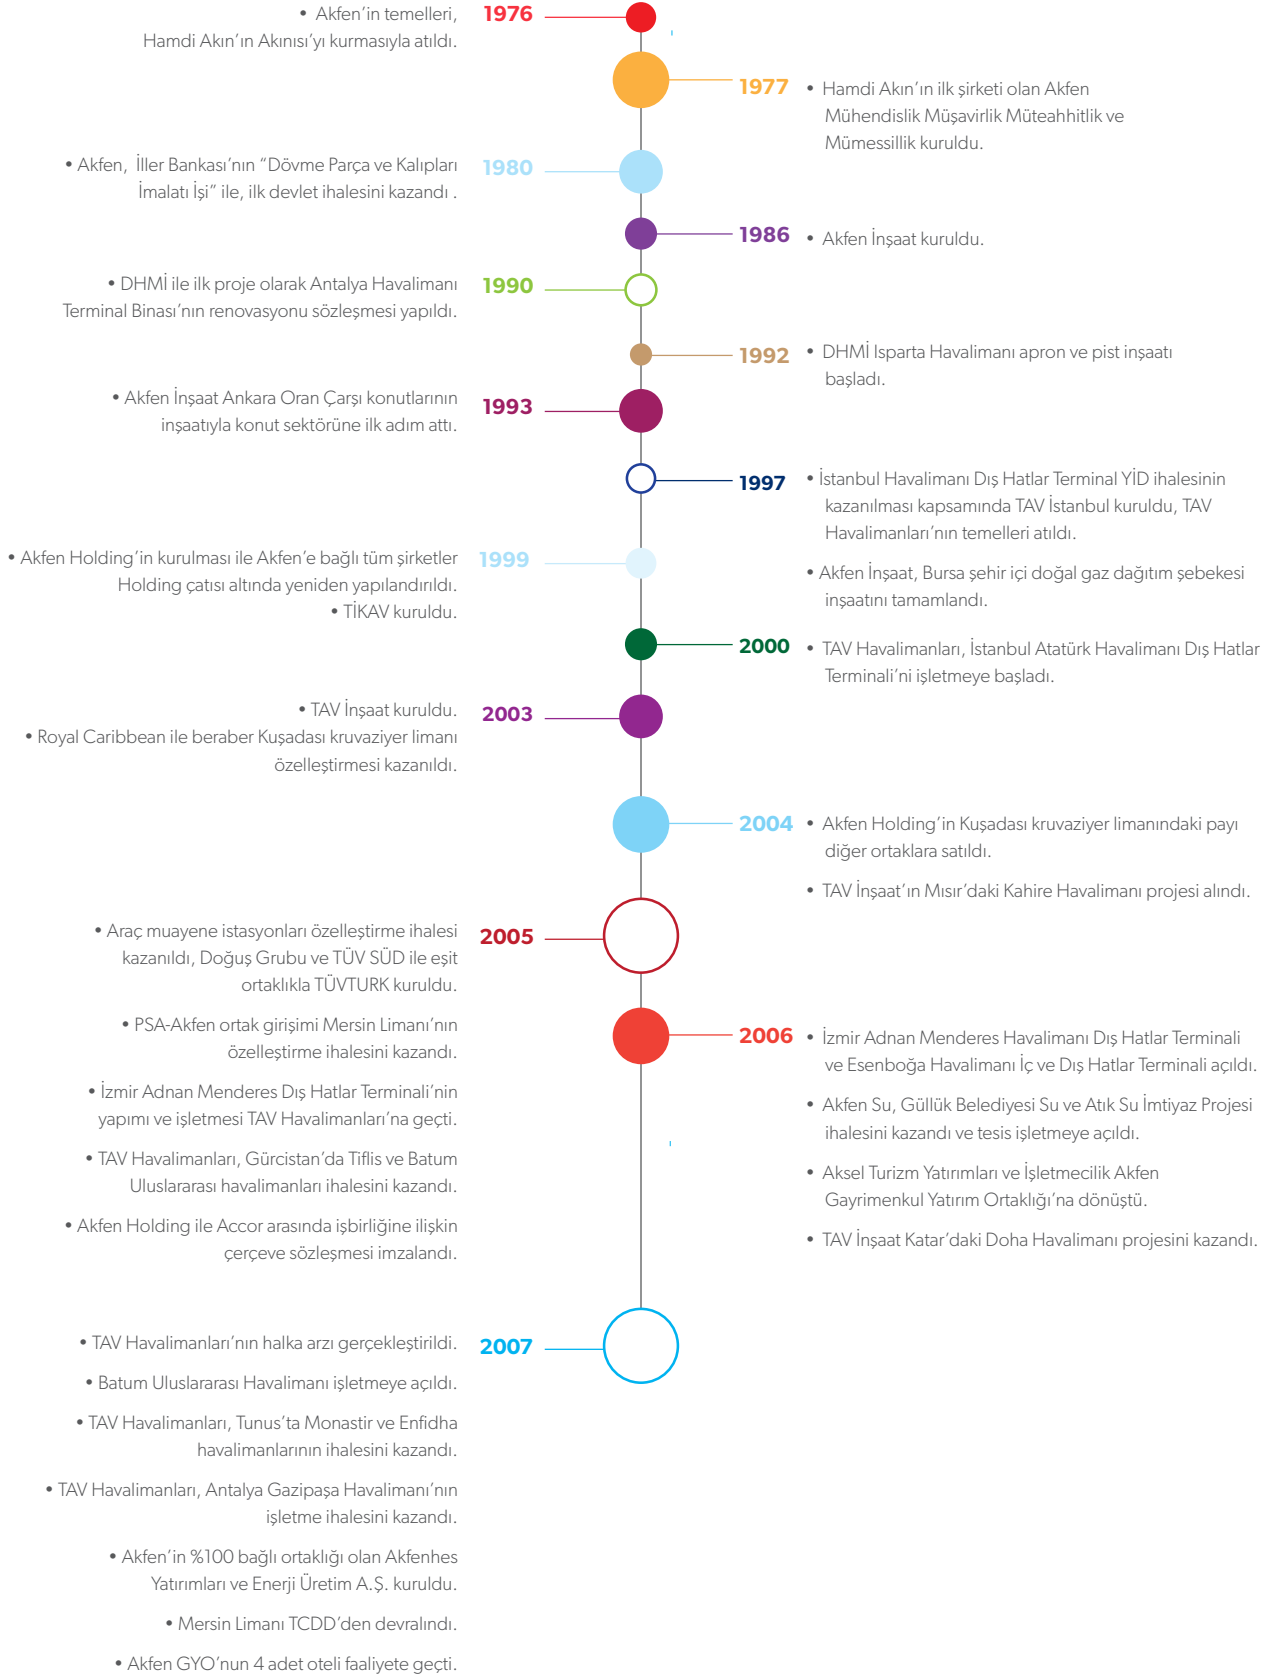 1976
• Akfen’in temelleri,
Hamdi Akın’ın Akınısı’yı kurmasıyla atıldı.
1977
• Hamdi Akın’ın ilk şirketi olan Akfen
Mühendislik Müşavirlik Müteahhitlik ve
Mümessillik kuruldu.
1980
• Akfen, İller Bankası’nın “Dövme Parça ve Kalıpları
İmalatı İşi” ile, ilk devlet ihalesini kazandı .
1986
• Akfen İnşaat kuruldu.
1990
• DHMİ ile ilk proje olarak Antalya Havalimanı
Terminal Binası’nın renovasyonu sözleşmesi yapıldı.
1992
• DHMİ Isparta Havalimanı apron ve pist inşaatı
başladı.
1993
• Akfen İnşaat Ankara Oran Çarşı konutlarının
inşaatıyla konut sektörüne ilk adım attı.
1997
• İstanbul Havalimanı Dış Hatlar Terminal YİD ihalesinin
kazanılması kapsamında TAV İstanbul kuruldu, TAV
Havalimanları’nın temelleri atıldı.
• Akfen İnşaat, Bursa şehir içi doğal gaz dağıtım şebekesi
inşaatını tamamlandı.
1999
• Akfen Holding’in kurulması ile Akfen’e bağlı tüm şirketler
Holding çatısı altında yeniden yapılandırıldı.
• TİKAV kuruldu.
2000
• TAV Havalimanları, İstanbul Atatürk Havalimanı Dış Hatlar
Terminali’ni işletmeye başladı.
2003
• TAV İnşaat kuruldu.
• Royal Caribbean ile beraber Kuşadası kruvaziyer limanı
özelleştirmesi kazanıldı.
2004
• Akfen Holding’in Kuşadası kruvaziyer limanındaki payı
diğer ortaklara satıldı.
• TAV İnşaat’ın Mısır’daki Kahire Havalimanı projesi alındı.
2005
• Araç muayene istasyonları özelleştirme ihalesi
kazanıldı, Doğuş Grubu ve TÜV SÜD ile eşit
ortaklıkla TÜVTURK kuruldu.
• PSA-Akfen ortak girişimi Mersin Limanı’nın
özelleştirme ihalesini kazandı.
• İzmir Adnan Menderes Dış Hatlar Terminali’nin
yapımı ve işletmesi TAV Havalimanları’na geçti.
• TAV Havalimanları, Gürcistan’da Tiflis ve Batum
Uluslararası havalimanları ihalesini kazandı.
• Akfen Holding ile Accor arasında işbirliğine ilişkin
çerçeve sözleşmesi imzalandı.
2006
• İzmir Adnan Menderes Havalimanı Dış Hatlar Terminali
ve Esenboğa Havalimanı İç ve Dış Hatlar Terminali açıldı.
• Akfen Su, Güllük Belediyesi Su ve Atık Su İmtiyaz Projesi
ihalesini kazandı ve tesis işletmeye açıldı.
• Aksel Turizm Yatırımları ve İşletmecilik Akfen
Gayrimenkul Yatırım Ortaklığı’na dönüştü.
• TAV İnşaat Katar’daki Doha Havalimanı projesini kazandı.
2007
• TAV Havalimanları’nın halka arzı gerçekleştirildi.
• Batum Uluslararası Havalimanı işletmeye açıldı.
• TAV Havalimanları, Tunus’ta Monastir ve Enfidha
havalimanlarının ihalesini kazandı.
• TAV Havalimanları, Antalya Gazipaşa Havalimanı’nın
işletme ihalesini kazandı.
• Akfen’in %100 bağlı ortaklığı olan Akfenhes
Yatırımları ve Enerji Üretim A.Ş. kuruldu.
• Mersin Limanı TCDD’den devralındı.
• Akfen GYO’nun 4 adet oteli faaliyete geçti.